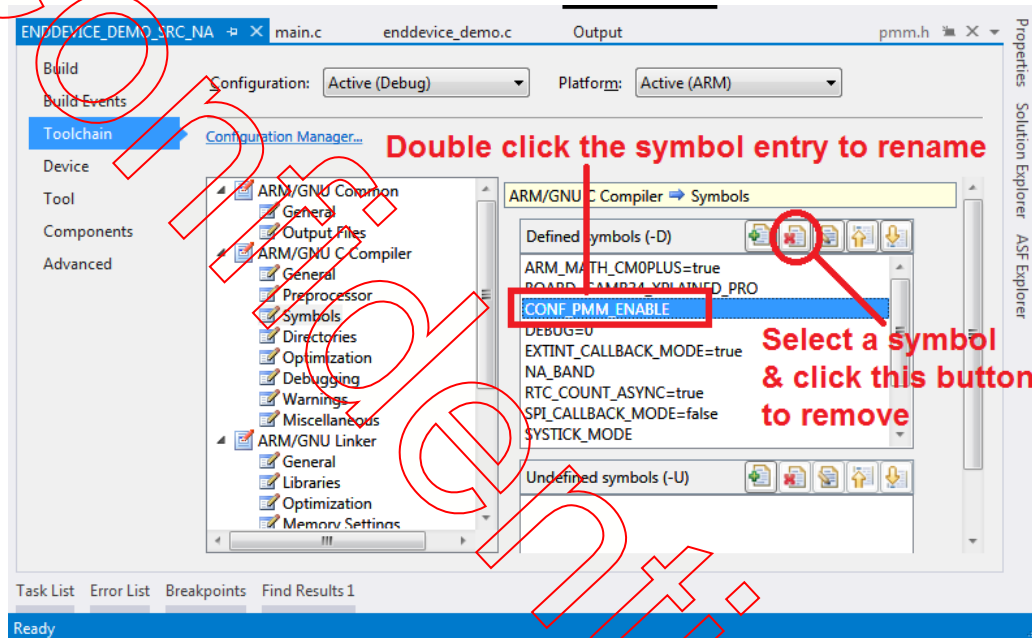 ENDDEVICE_DEMO_SRC_NA main.c enddevice_demo.c Output pmm.h
Properties
Solution Explorer
ASF Explorer
Build
Build Events
Toolchain
Device
Tool
Components
Advanced
Configuration: Active (Debug) Platform: Active (ARM)
Configuration Manager...
Double click the symbol entry to rename
ARM/GNU Common
General
Output Files
ARM/GNU C Compiler
General
Preprocessor
Symbols
Directories
Optimization
Debugging
Warnings
Miscellaneous
ARM/GNU Linker
General
Libraries
Optimization
Memory Settings
ARM/GNU C Compiler ➡ Symbols
Defined symbols (-D)
ARM_MATH_CM0PLUS=true
BOARD=SAMR34_XPLAINED_PRO
CONF_PMM_ENABLE
DEBUG=0
EXTINT_CALLBACK_MODE=true
NA_BAND
RTC_COUNT_ASYNC=true
SPI_CALLBACK_MODE=false
SYSTICK_MODE
Select a symbol
& click this button
to remove
Undefined symbols (-U)
Task List Error List Breakpoints Find Results 1
Ready
Confidential